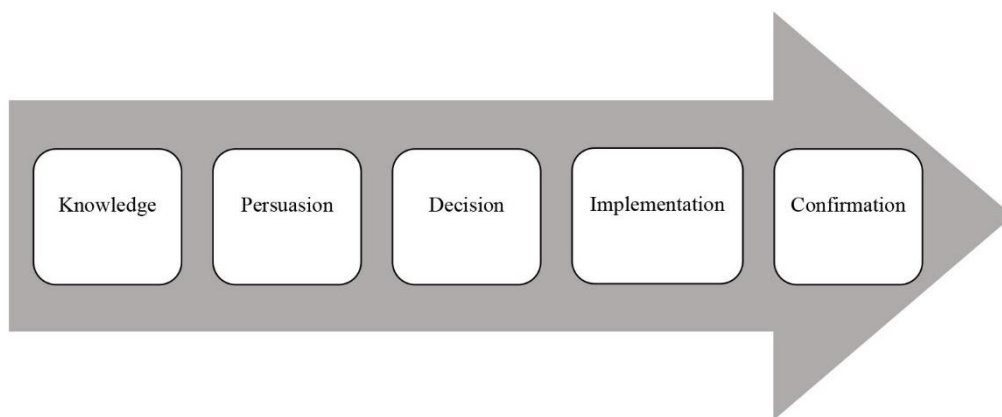 Knowledge
Persuasion
Decision
Implementation
Confirmation